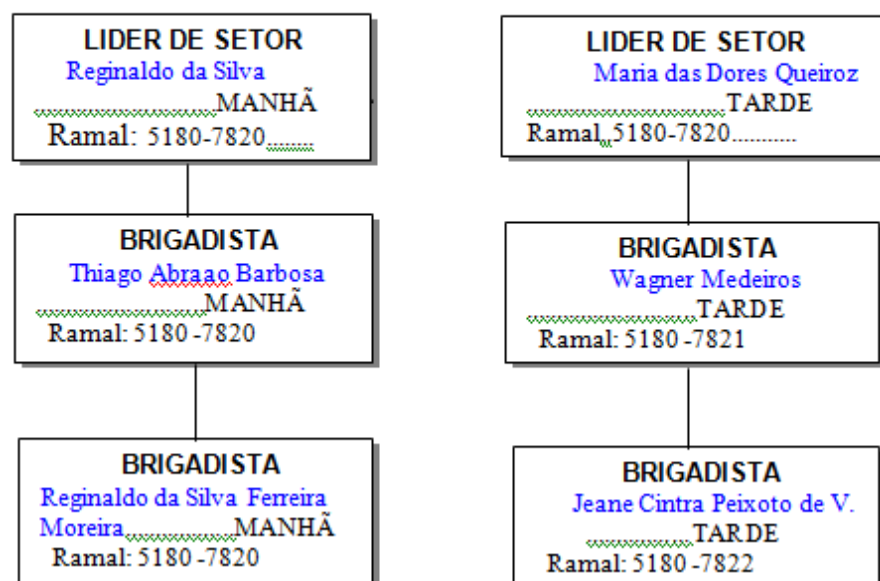 LIDER DE SETOR
Reginaldo da Silva
........................MANHÃ
Ramal: 5180-7820........
BRIGADISTA
Thiago Abraao Barbosa
......................MANHÃ
Ramal: 5180 -7820
BRIGADISTA
Reginaldo da Silva Ferreira
Moreira..............MANHÃ
Ramal: 5180 -7820
LIDER DE SETOR
Maria das Dores Queiroz
..........................TARDE
Ramal..5180-7820...........
BRIGADISTA
Wagner Medeiros
......................TARDE
Ramal: 5180 -7821
BRIGADISTA
Jeane Cintra Peixoto de V.
..............TARDE
Ramal: 5180 -7822